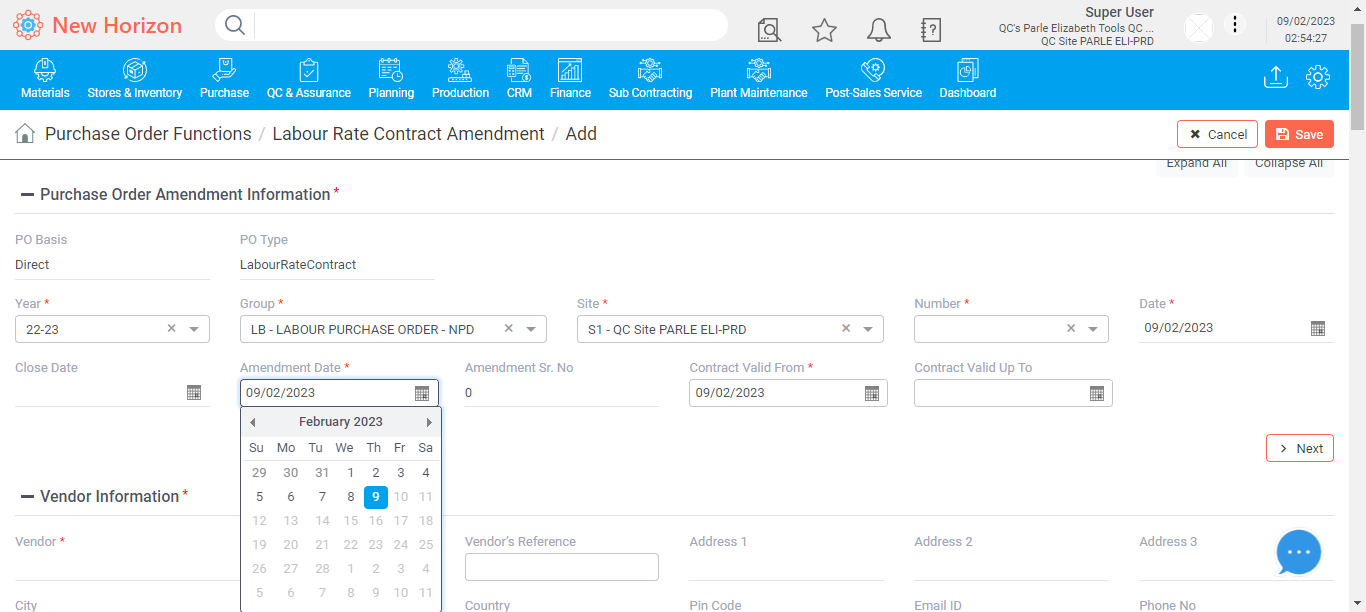 New Horizon
Super User
QC's Parle Elizabeth Tools QC ...
QC Site PARLE ELI-PRD
09/02/2023
02:54:27
Materials
Stores & Inventory
Purchase
QC & Assurance
Planning
Production
CRM
Finance
Sub Contracting
Plant Maintenance
Post-Sales Service
Dashboard
Purchase Order Functions / Labour Rate Contract Amendment / Add
Cancel
Save
Expand All
Collapse All
Purchase Order Amendment Information *
PO Basis
PO Type
Direct
LabourRateContract
Year *
Group *
Site *
Number *
Date *
22-23
LB - LABOUR PURCHASE ORDER - NPD
S1 - QC Site PARLE ELI-PRD
09/02/2023
Close Date
Amendment Date *
Amendment Sr. No
Contract Valid From *
Contract Valid Up To
09/02/2023
0
09/02/2023
February 2023
Su Mo Tu We Th Fr Sa
29 30 31 1 2 3 4
5 6 7 8 9 10 11
12 13 14 15 16 17 18
19 20 21 22 23 24 25
26 27 28 1 2 3 4
5 6 7 8 9 10 11
Next
Vendor Information *
Vendor *
Vendor's Reference
Address 1
Address 2
Address 3
City
Country
Pin Code
Email ID
Phone No